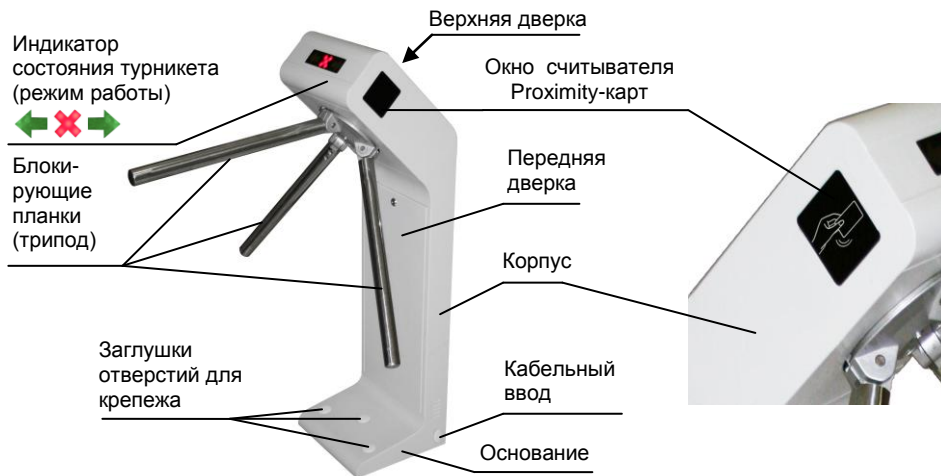 Верхняя дверка
Индикатор
состояния турникета
(режим работы)
Окно считывателя
Proximity-карт
Блоки-
рующие
планки
(трипод)
Передняя
дверка
Корпус
Заглушки
отверстий для
крепежа
Кабельный
ввод
Основание